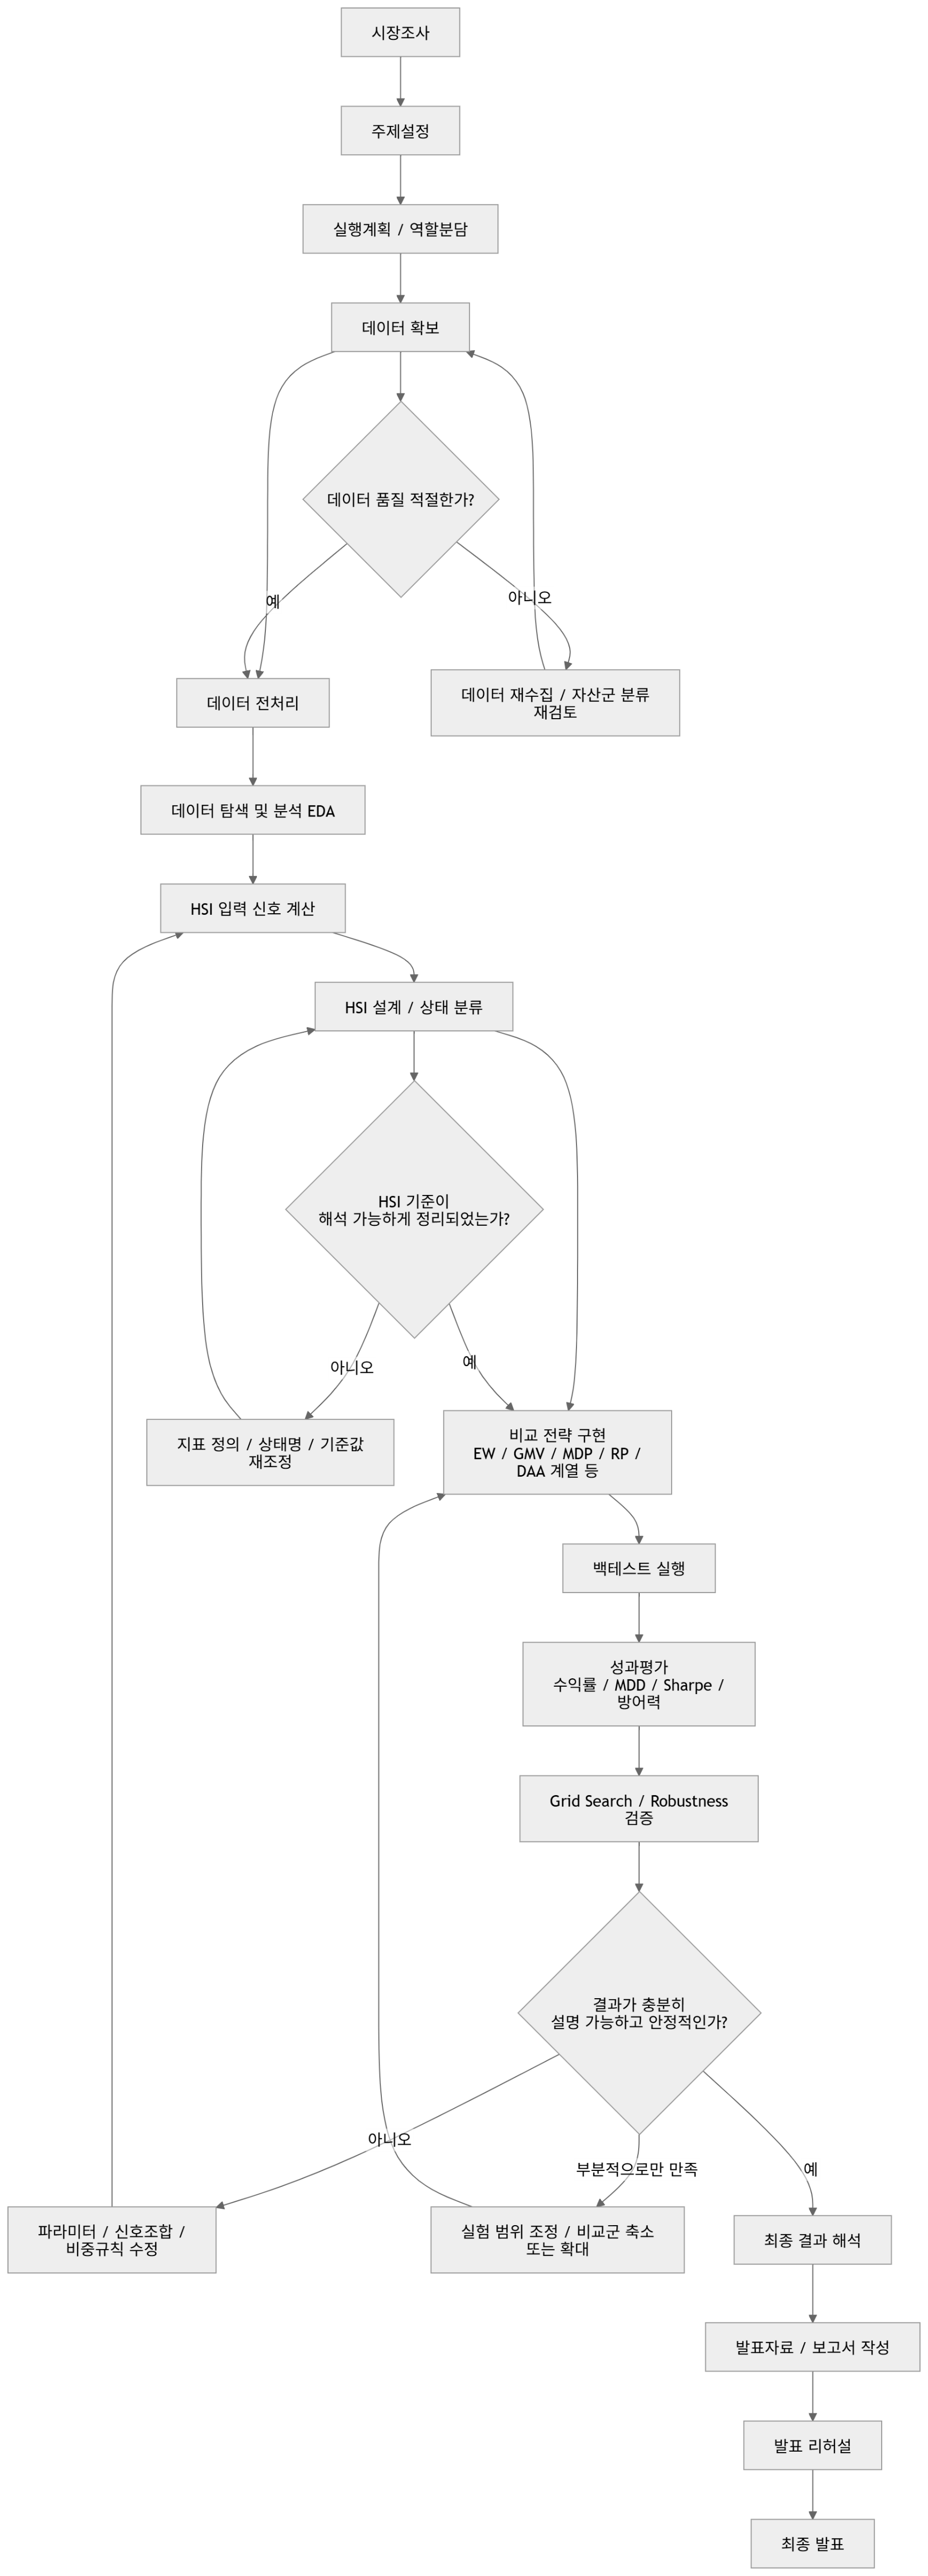 시장조사
주제설정
실행계획 / 역할분담
데이터 확보
데이터 품질 적절한가?
예
아니오
데이터 전처리
데이터 재수집 / 자산군 분류
재검토
데이터 탐색 및 분석 EDA
HSI 입력 신호 계산
HSI 설계 / 상태 분류
HSI 기준이
해석 가능하게 정리되었는가?
아니오
예
지표 정의 / 상태명 / 기준값
재조정
비교 전략 구현
EW / GMV / MDP / RP /
DAA 계열 등
백테스트 실행
성과평가
수익률 / MDD / Sharpe /
방어력
Grid Search / Robustness
검증
결과가 충분히
설명 가능하고 안정적인가?
아니오
부분적으로만 만족
예
파라미터 / 신호조합 /
비중규칙 수정
실험 범위 조정 / 비교군 축소
또는 확대
최종 결과 해석
발표자료 / 보고서 작성
발표 리허설
최종 발표